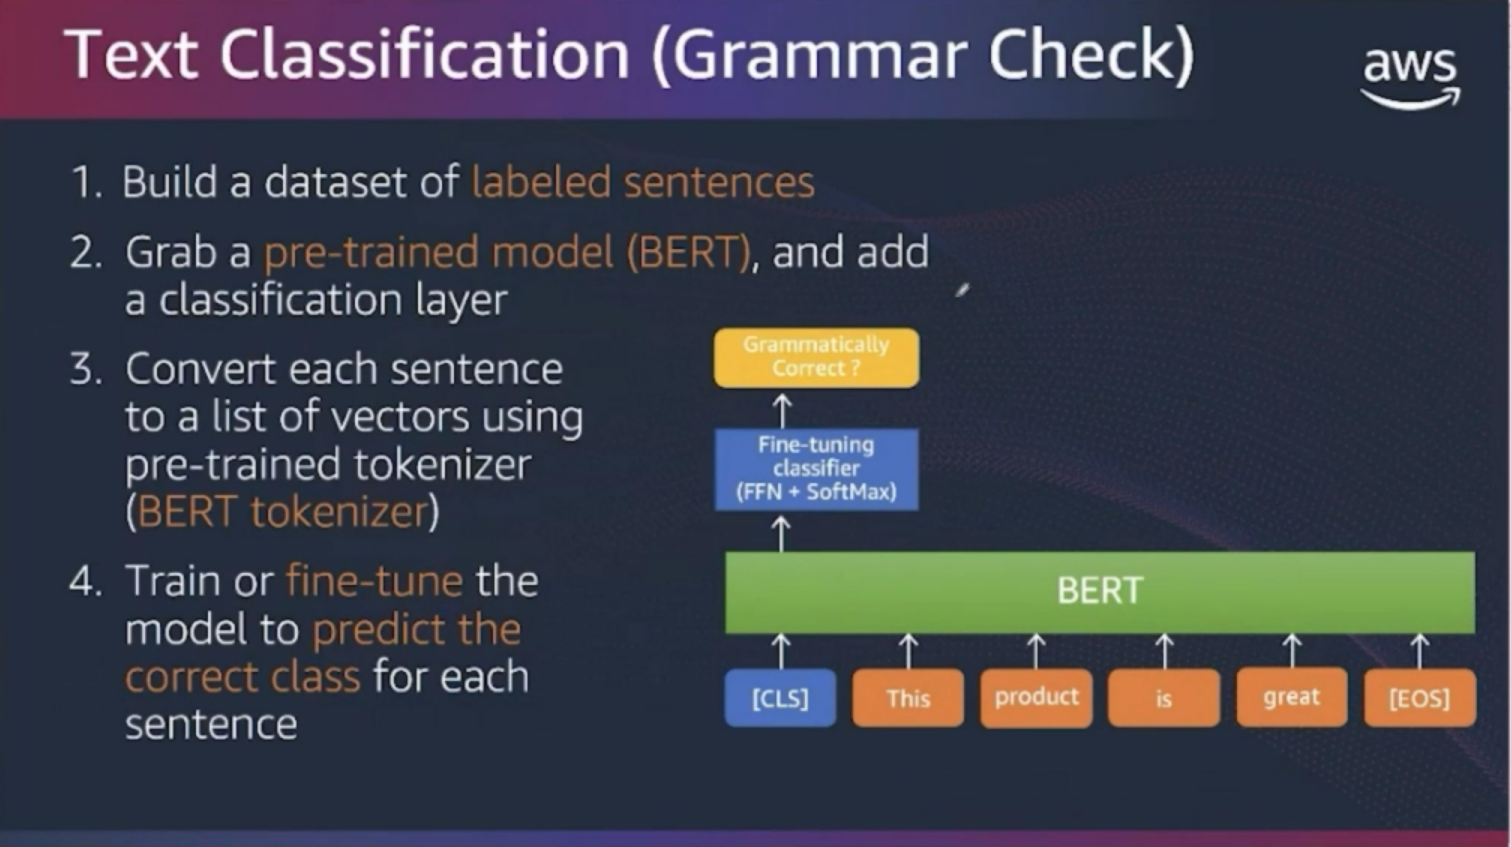 Text Classification (Grammar Check)
aws
1. Build a dataset of labeled sentences
2. Grab a pre-trained model (BERT), and add
a classification layer
3. Convert each sentence
to a list of vectors using
pre-trained tokenizer
(BERT tokenizer)
4. Train or fine-tune the
model to predict the
correct class for each
sentence
Grammatically
Correct ?
Fine-tuning
classifier
(FFN + SoftMax)
BERT
[CLS] This product is great [EOS]